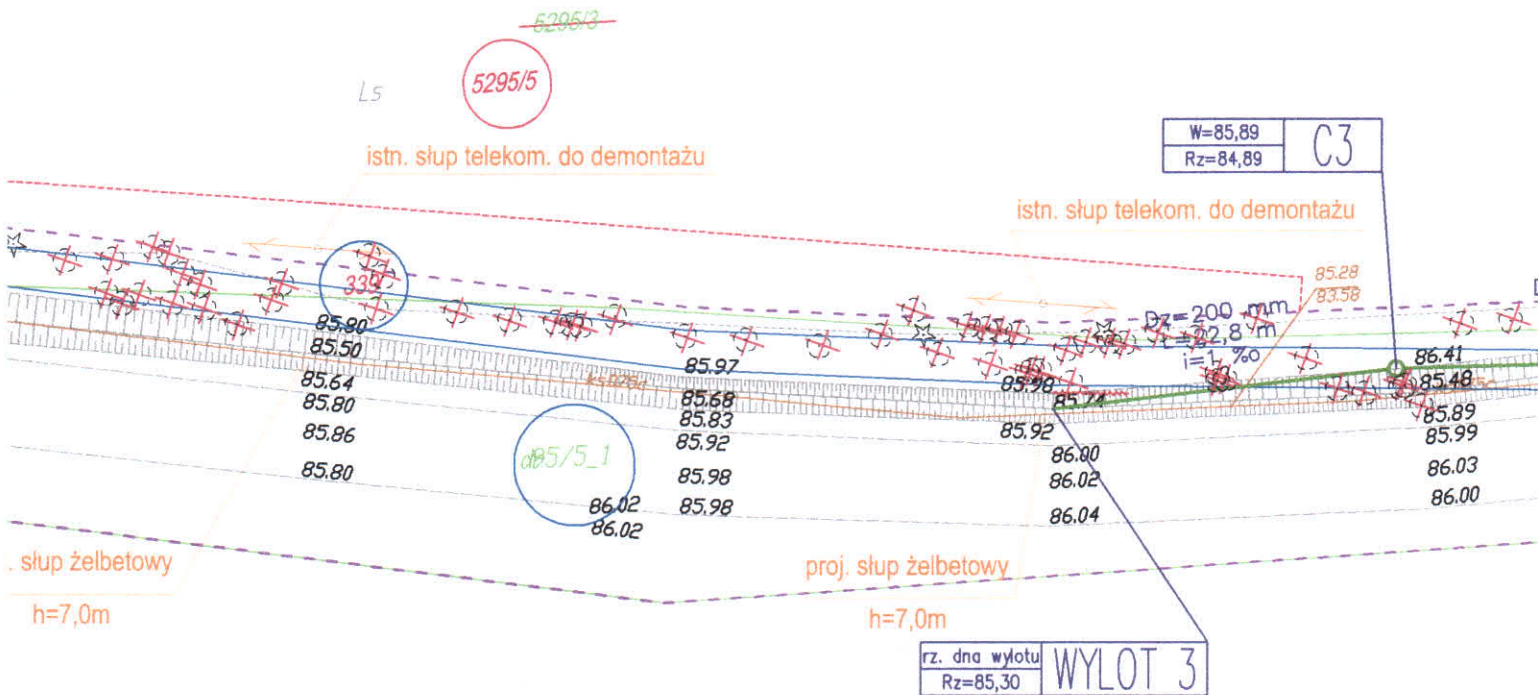 5295/3
5295/5
Ls
istn. słup telekom. do demontażu
W=85,89
Rz=84,89
C3
istn. słup telekom. do demontażu
85.28
83.58
339
Dz=200 mm
L=22,8 m
i=1 ‰
85.80
85.50
85.64
85.80
85.86
85.80
85.97
85.68
85.83
85.92
85.98
85.98
86.02
86.02
85.98
85.74
85.92
86.00
86.02
86.04
86.41
85.48
85.89
85.99
86.03
86.00
. słup żelbetowy
h=7,0m
proj. słup żelbetowy
h=7,0m
rz. dna wylotu
Rz=85,30
WYLOT 3